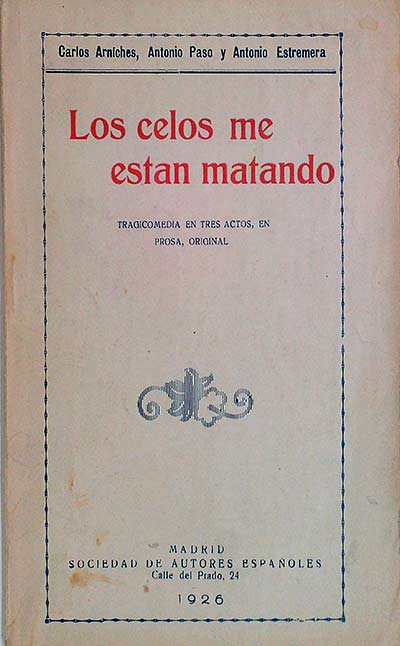 Carlos Arniches, Antonio Paso y Antonio Estremera
Los celos me
estan matando
TRAGICOMEDIA EN TRES ACTOS, EN
PROSA, ORIGINAL
MADRID
SOCIEDAD DE AUTORES ESPAÑOLES
Calle del Prado, 24
1926